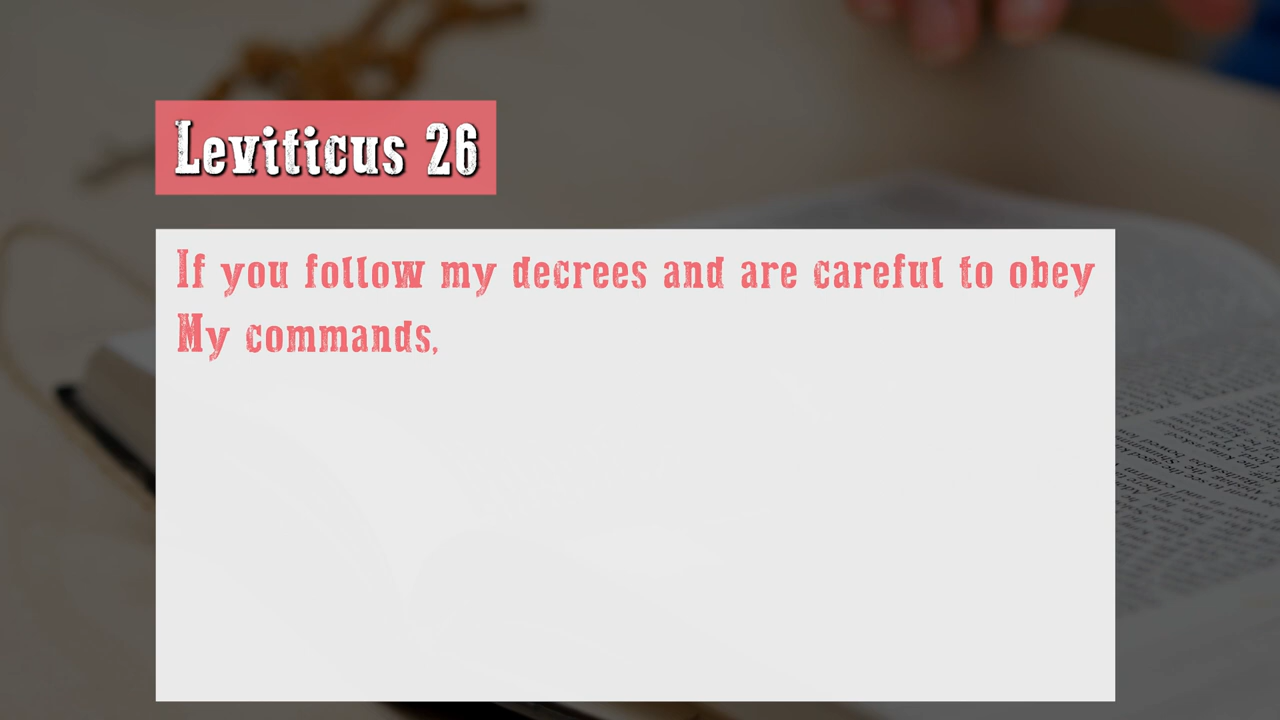 Leviticus 26
If you follow my decrees and are careful to obey
My commands,